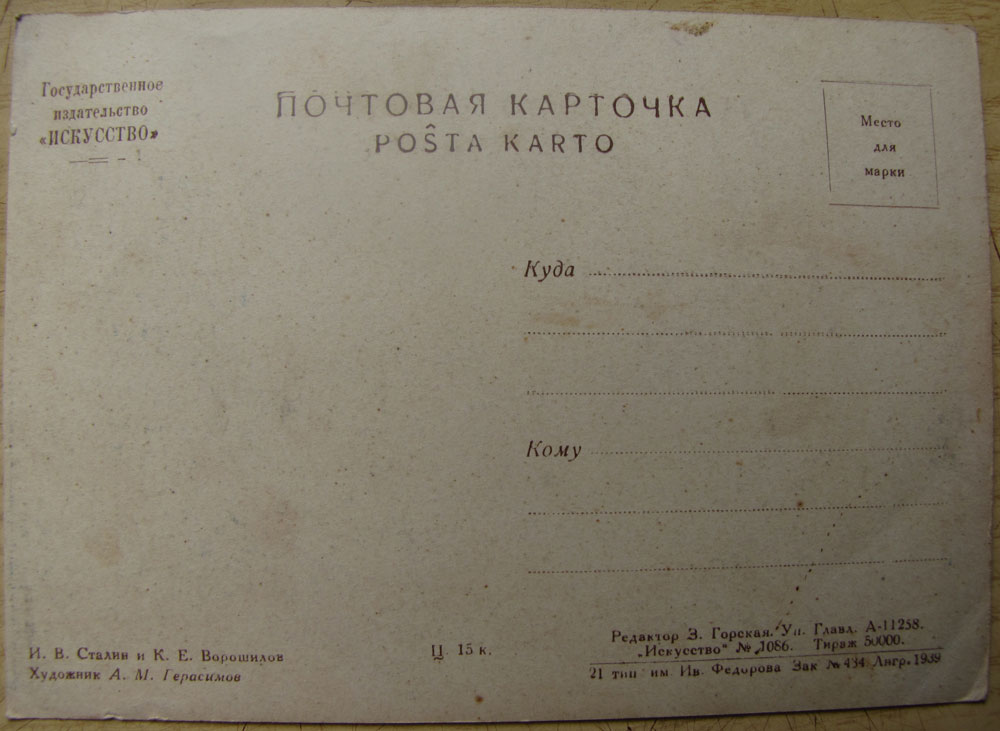 Государственное
издательство
«ИСКУССТВО»
ПОЧТОВАЯ КАРТОЧКА
POŜTA KARTO
Место
для
марки
Куда
Кому
И. В. Сталин и К. Е. Ворошилов
Художник А. М. Герасимов
Ц. 15 к.
Редактор З. Горская. Уп. Главл. А-11258.
„Искусство“ № 1086. Тираж 50000.
21 тип им. Ив. Федорова Зак № 434 Лнгр. 1939